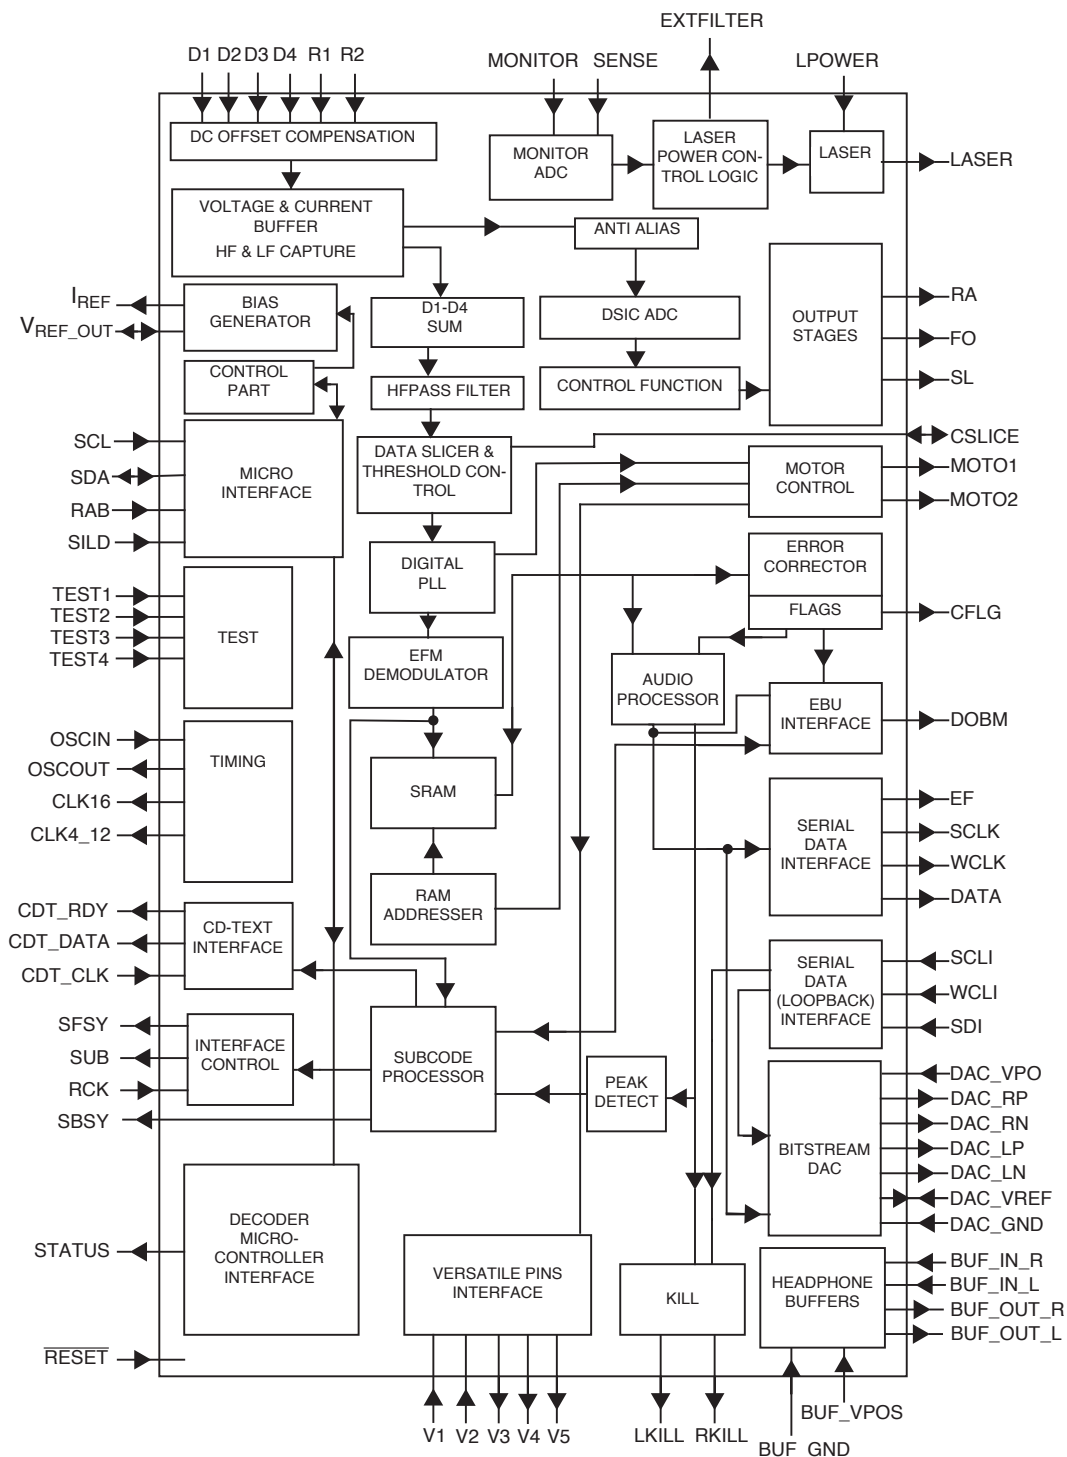 EXTFILTER
D1 D2 D3 D4 R1 R2
MONITOR SENSE
LPOWER
DC OFFSET COMPENSATION
MONITOR
ADC
LASER
POWER CON-
TROL LOGIC
LASER
LASER
VOLTAGE & CURRENT
BUFFER
HF & LF CAPTURE
ANTI ALIAS
IREF
VREF_OUT
BIAS
GENERATOR
D1-D4
SUM
DSIC ADC
OUTPUT
STAGES
RA
FO
SL
CONTROL
PART
HFPASS FILTER
CONTROL FUNCTION
SCL
SDA
RAB
SILD
MICRO
INTERFACE
DATA SLICER &
THRESHOLD CON-
TROL
CSLICE
MOTOR
CONTROL
MOTO1
MOTO2
DIGITAL
PLL
ERROR
CORRECTOR
FLAGS
CFLG
TEST1
TEST2
TEST3
TEST4
TEST
EFM
DEMODULATOR
AUDIO
PROCESSOR
EBU
INTERFACE
DOBM
OSCIN
OSCOUT
CLK16
CLK4_12
TIMING
SRAM
SERIAL
DATA
INTERFACE
EF
SCLK
WCLK
DATA
RAM
ADDRESSER
CDT_RDY
CDT_DATA
CDT_CLK
CD-TEXT
INTERFACE
SERIAL
DATA
(LOOPBACK)
INTERFACE
SCLI
WCLI
SDI
SFSY
SUB
RCK
SBSY
INTERFACE
CONTROL
SUBCODE
PROCESSOR
PEAK
DETECT
BITSTREAM
DAC
DAC_VPO
DAC_RP
DAC_RN
DAC_LP
DAC_LN
DAC_VREF
DAC_GND
STATUS
DECODER
MICRO-
CONTROLLER
INTERFACE
VERSATILE PINS
INTERFACE
KILL
HEADPHONE
BUFFERS
BUF_IN_R
BUF_IN_L
BUF_OUT_R
BUF_OUT_L
RESET
V1 V2 V3 V4 V5
LKILL RKILL
BUF_VPOS
BUF_GND